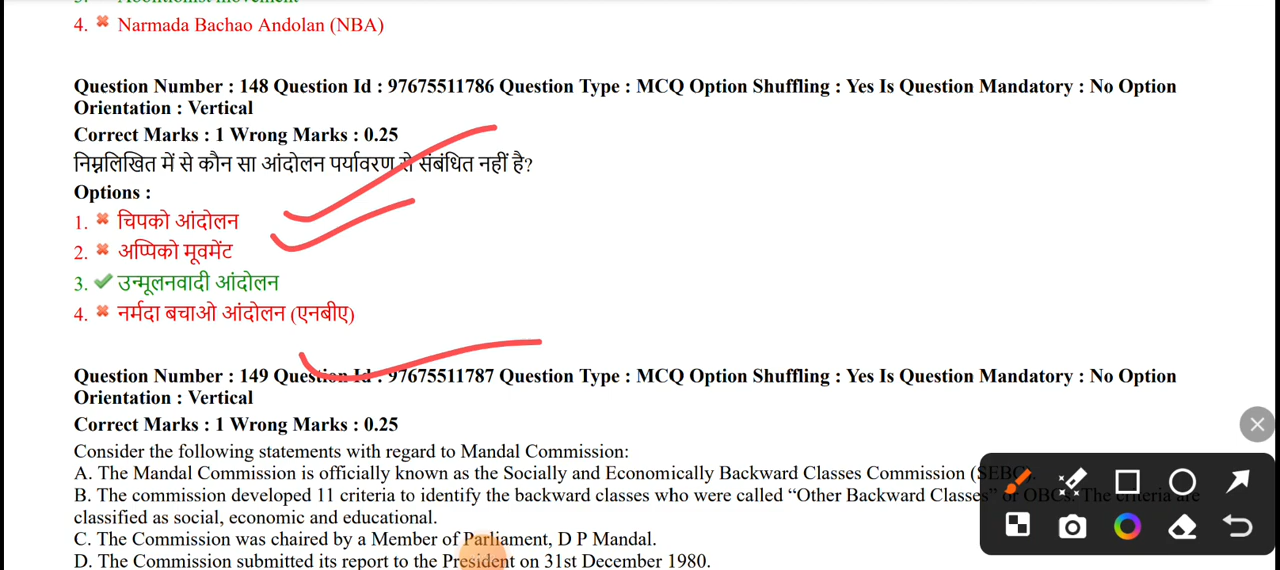 4. Narmada Bachao Andolan (NBA)
Question Number : 148 Question Id : 97675511786 Question Type : MCQ Option Shuffling : Yes Is Question Mandatory : No Option
Orientation : Vertical
Correct Marks : 1 Wrong Marks : 0.25
निम्नलिखित में से कौन सा आंदोलन पर्यावरण से संबंधित नहीं है?
Options :
1. चिपको आंदोलन
2. अप्पिको मूवमेंट
3. उन्मूलनवादी आंदोलन
4. नर्मदा बचाओ आंदोलन (एनबीए)
Question Number : 149 Question Id : 97675511787 Question Type : MCQ Option Shuffling : Yes Is Question Mandatory : No Option
Orientation : Vertical
Correct Marks : 1 Wrong Marks : 0.25
Consider the following statements with regard to Mandal Commission:
A. The Mandal Commission is officially known as the Socially and Economically Backward Classes Commission (SEBC).
B. The commission developed 11 criteria to identify the backward classes who were called “Other Backward Classes” or OBCs. The criteria are
classified as social, economic and educational.
C. The Commission was chaired by a Member of Parliament, D P Mandal.
D. The Commission submitted its report to the President on 31st December 1980.